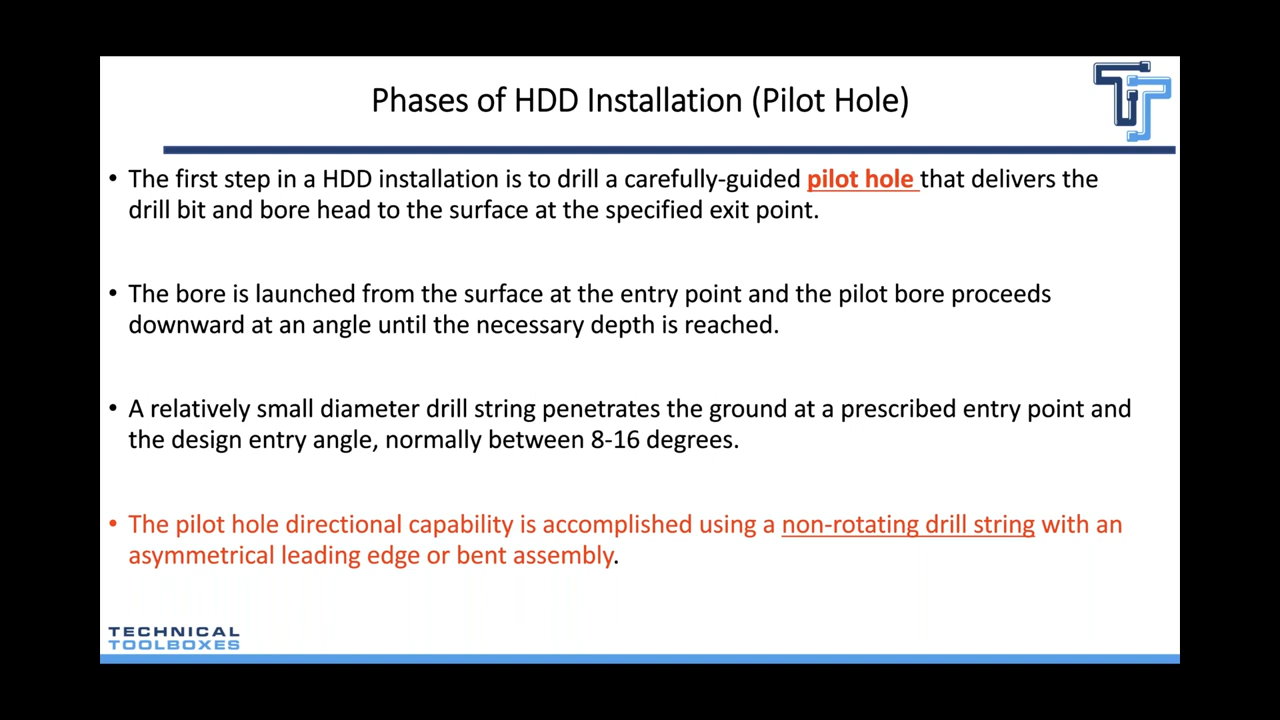 Phases of HDD Installation (Pilot Hole)
• The first step in a HDD installation is to drill a carefully-guided pilot hole that delivers the
drill bit and bore head to the surface at the specified exit point.
• The bore is launched from the surface at the entry point and the pilot bore proceeds
downward at an angle until the necessary depth is reached.
• A relatively small diameter drill string penetrates the ground at a prescribed entry point and
the design entry angle, normally between 8-16 degrees.
• The pilot hole directional capability is accomplished using a non-rotating drill string with an
asymmetrical leading edge or bent assembly.
TECHNICAL
TOOLBOXES